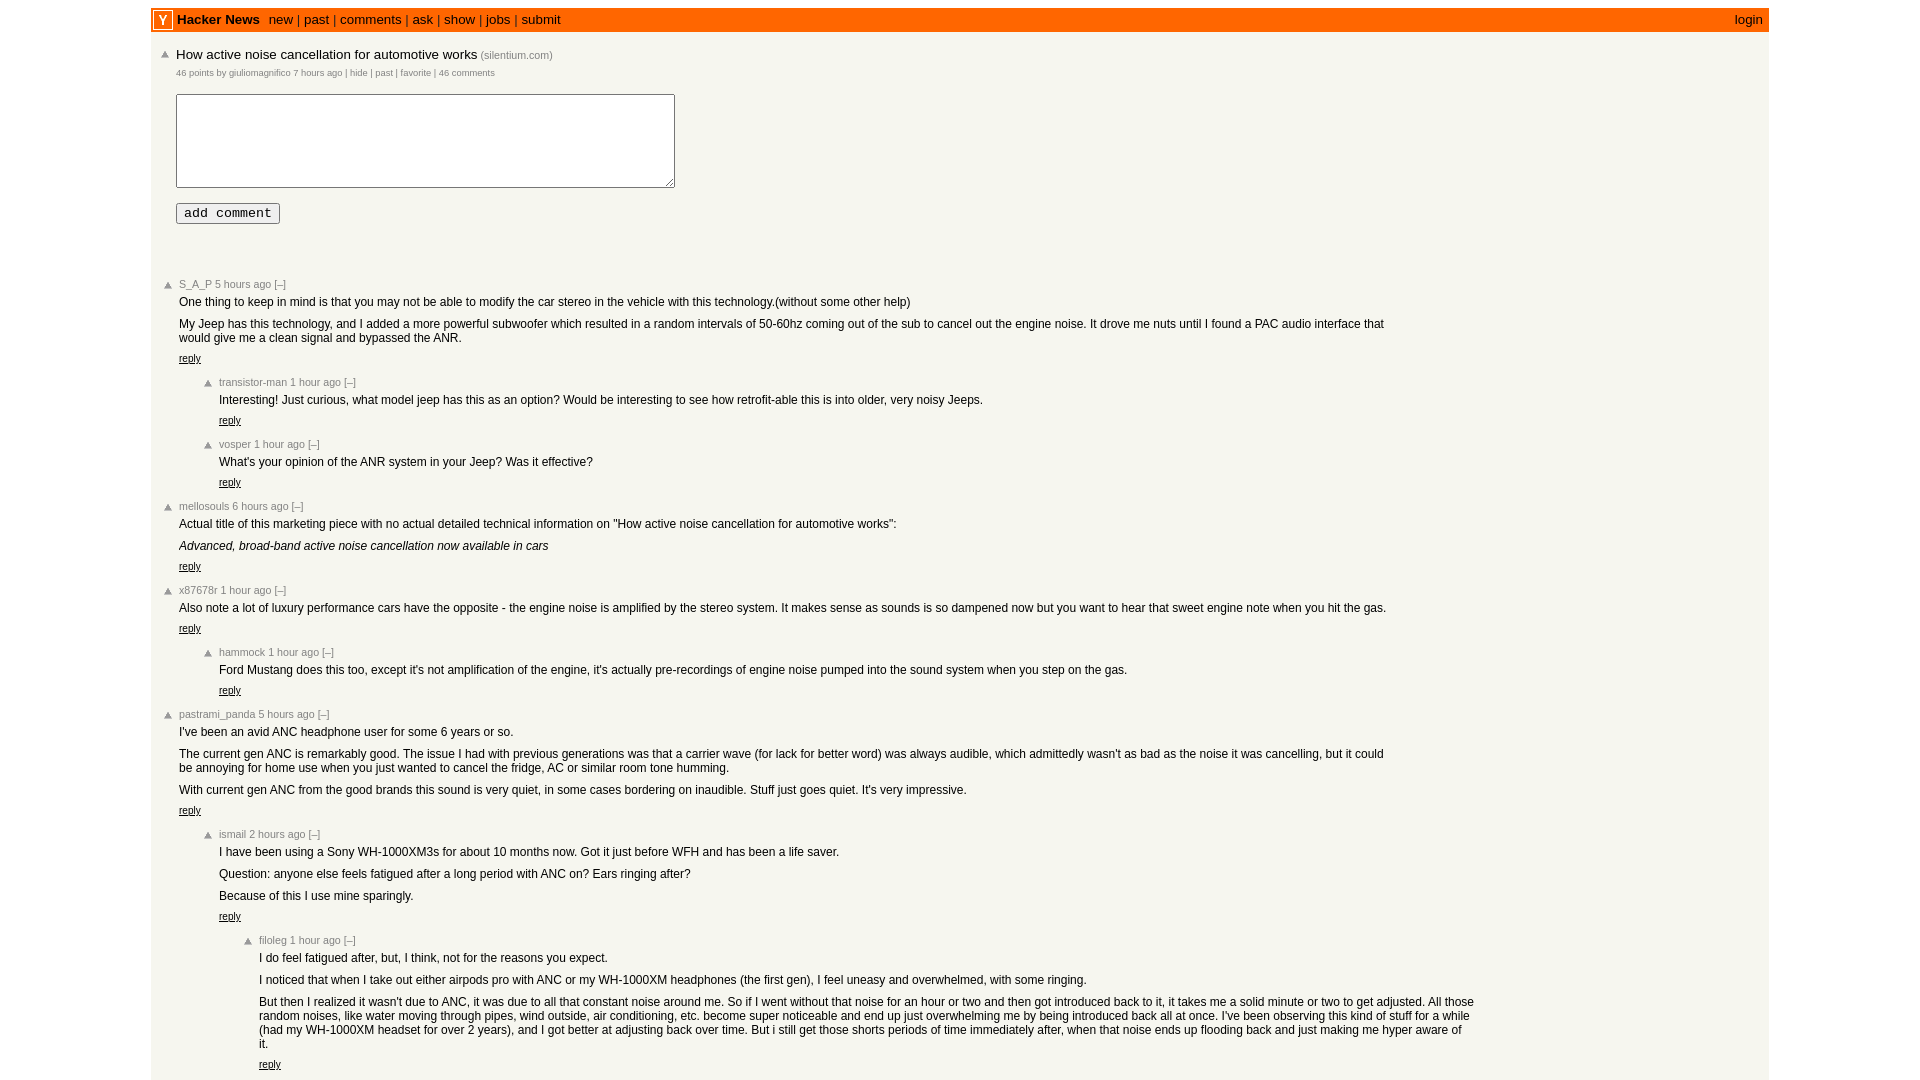 Y Hacker News new | past | comments | ask | show | jobs | submit login
How active noise cancellation for automotive works (silentium.com)
46 points by giuliomagnifico 7 hours ago | hide | past | favorite | 46 comments
add comment
S_A_P 5 hours ago [–]
One thing to keep in mind is that you may not be able to modify the car stereo in the vehicle with this technology.(without some other help)
My Jeep has this technology, and I added a more powerful subwoofer which resulted in a random intervals of 50-60hz coming out of the sub to cancel out the engine noise. It drove me nuts until I found a PAC audio interface that
would give me a clean signal and bypassed the ANR.
reply
transistor-man 1 hour ago [–]
Interesting! Just curious, what model jeep has this as an option? Would be interesting to see how retrofit-able this is into older, very noisy Jeeps.
reply
vosper 1 hour ago [–]
What's your opinion of the ANR system in your Jeep? Was it effective?
reply
mellosouls 6 hours ago [–]
Actual title of this marketing piece with no actual detailed technical information on "How active noise cancellation for automotive works":
Advanced, broad-band active noise cancellation now available in cars
reply
x87678r 1 hour ago [–]
Also note a lot of luxury performance cars have the opposite - the engine noise is amplified by the stereo system. It makes sense as sounds is so dampened now but you want to hear that sweet engine note when you hit the gas.
reply
hammock 1 hour ago [–]
Ford Mustang does this too, except it's not amplification of the engine, it's actually pre-recordings of engine noise pumped into the sound system when you step on the gas.
reply
pastrami_panda 5 hours ago [–]
I've been an avid ANC headphone user for some 6 years or so.
The current gen ANC is remarkably good. The issue I had with previous generations was that a carrier wave (for lack for better word) was always audible, which admittedly wasn't as bad as the noise it was cancelling, but it could
be annoying for home use when you just wanted to cancel the fridge, AC or similar room tone humming.
With current gen ANC from the good brands this sound is very quiet, in some cases bordering on inaudible. Stuff just goes quiet. It's very impressive.
reply
ismail 2 hours ago [–]
I have been using a Sony WH-1000XM3s for about 10 months now. Got it just before WFH and has been a life saver.
Question: anyone else feels fatigued after a long period with ANC on? Ears ringing after?
Because of this I use mine sparingly.
reply
filoleg 1 hour ago [–]
I do feel fatigued after, but, I think, not for the reasons you expect.
I noticed that when I take out either airpods pro with ANC or my WH-1000XM headphones (the first gen), I feel uneasy and overwhelmed, with some ringing.
But then I realized it wasn't due to ANC, it was due to all that constant noise around me. So if I went without that noise for an hour or two and then got introduced back to it, it takes me a solid minute or two to get adjusted. All those
random noises, like water moving through pipes, wind outside, air conditioning, etc. become super noticeable and end up just overwhelming me by being introduced back all at once. I've been observing this kind of stuff for a while
(had my WH-1000XM headset for over 2 years), and I got better at adjusting back over time. But i still get those shorts periods of time immediately after, when that noise ends up flooding back and just making me hyper aware of
it.
reply